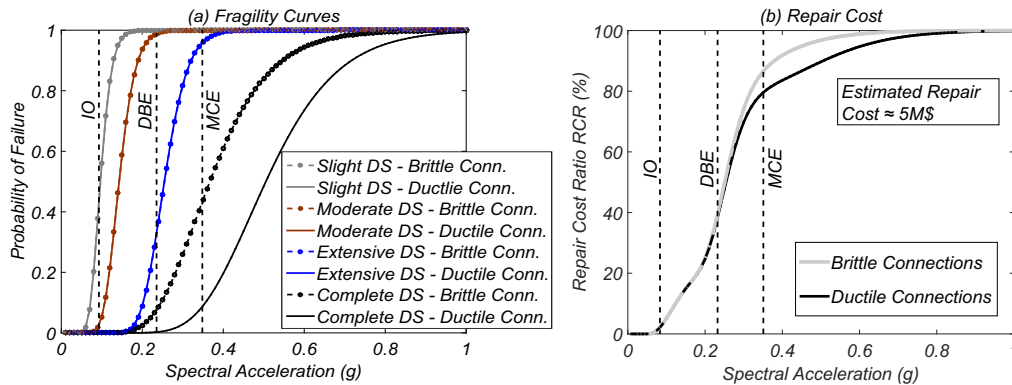 (a) Fragility Curves
Probability of Failure
1
0.8
0.6
0.4
0.2
0
IO
DBE
MCE
Slight DS - Brittle Conn.
Slight DS - Ductlie Conn.
Moderate DS - Brittle Conn.
Moderate DS - Ductile Conn.
Extensive DS - Brittle Conn.
Extensive DS - Ductile Conn.
Complete DS - Brittle Conn.
Complete DS - Ductile Conn.
0
0.2
0.4
0.6
0.8
1
Spectral Acceleration (g)
(b) Repair Cost
Repair Cost Ratio RCR (%)
100
80
60
40
20
0
IO
DBE
MCE
Estimated Repair
Cost ≈ 5M$
Brittle Connections
Ductile Connections
0
0.2
0.4
0.6
0.8
1
Spectral Acceleration (g)